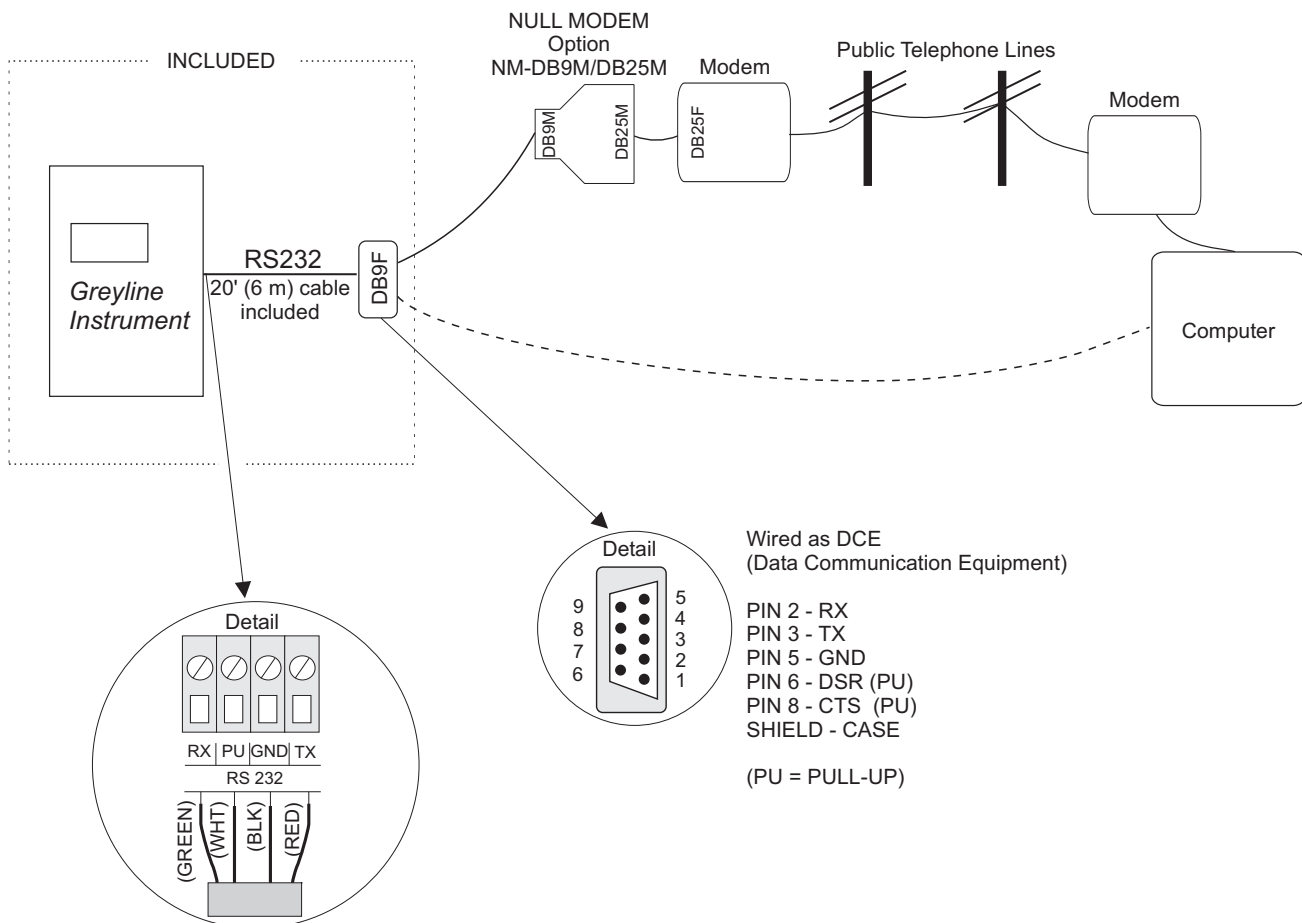 INCLUDED
NULL MODEM
Option
NM-DB9M/DB25M
Modem
Public Telephone Lines
Modem
DB9M
DB25M
DB25F
Greyline
Instrument
RS232
20' (6 m) cable
included
DB9F
Computer
Detail
9
8
7
6
5
4
3
2
1
Wired as DCE
(Data Communication Equipment)
PIN 2 - RX
PIN 3 - TX
PIN 5 - GND
PIN 6 - DSR (PU)
PIN 8 - CTS (PU)
SHIELD - CASE
(PU = PULL-UP)
Detail
RX PU GND TX
RS 232
(GREEN)
(WHT)
(BLK)
(RED)